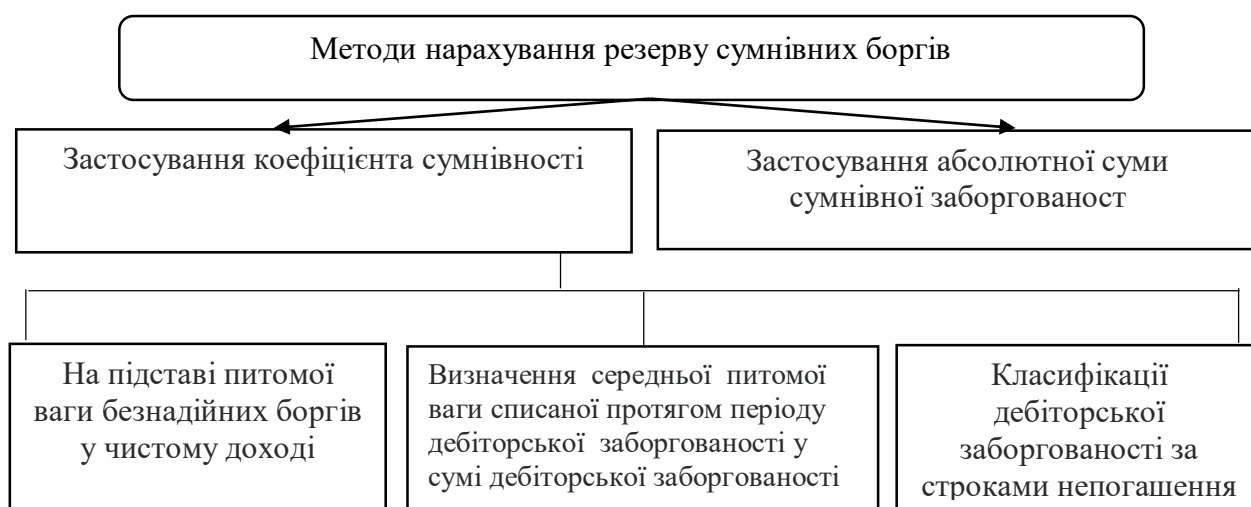 Методи нарахування резерву сумнівних боргів
Застосування коефіцієнта сумнівності
Застосування абсолютної суми
сумнівної заборгованост
На підставі питомої
ваги безнадійних боргів
у чистому доході
Визначення середньої питомої
ваги списаної протягом періоду
дебіторської заборгованості у
сумі дебіторської заборгованості
Класифікації
дебіторської
заборгованості за
строками непогашення